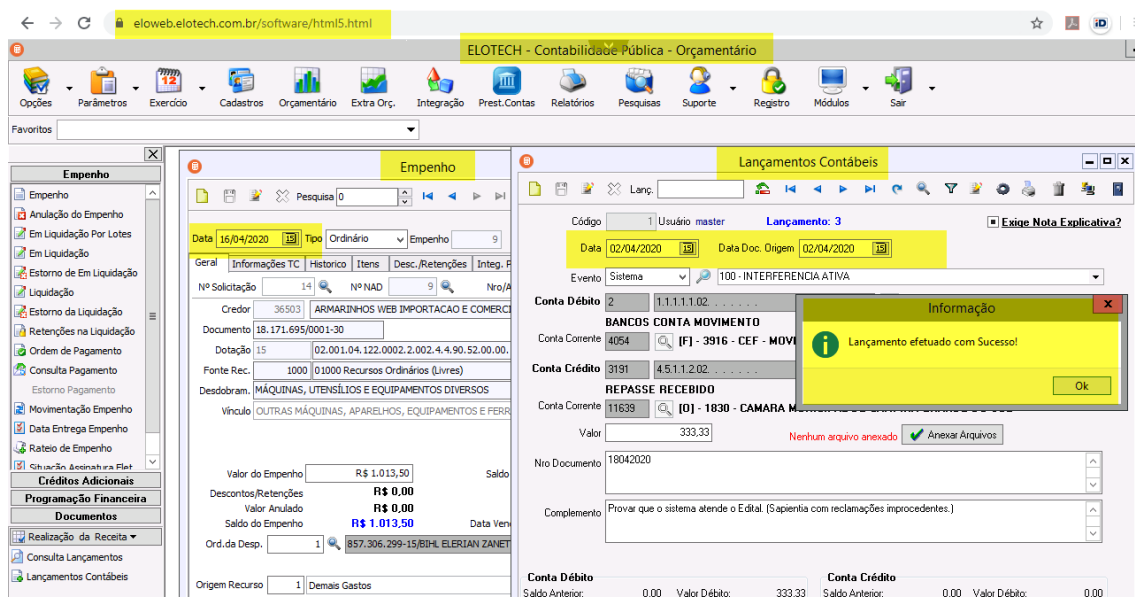 eloweb.elotech.com.br/software/html5.html
ELOTECH - Contabilidade Pública - Orçamentário
Opções Parâmetros Exercício Cadastros Orçamentário Extra Orç. Integração Prest.Contas Relatórios Pesquisas Suporte Registro Módulos Sair
Favoritos
Empenho
Empenho
Anulação do Empenho
Em Liquidação Por Lotes
Em Liquidação
Estorno de Em Liquidação
Liquidação
Estorno da Liquidação
Retenções na Liquidação
Ordem de Pagamento
Consulta Pagamento
Estorno Pagamento
Movimentação Empenho
Data Entrega Empenho
Rateio de Empenho
Situação Assinatura Elet
Créditos Adicionais
Programação Financeira
Documentos
Realização da Receita
Consulta Lançamentos
Lançamentos Contábeis
Empenho
Pesquisa 0
Data 16/04/2020 15 Tipo Ordinário Empenho 9
Geral Informações TC Historico Itens Desc./Retenções Integ. P
Nº Solicitação 14 Nº NAD 9 Nro/A
Credor 36503 ARMARINHOS WEB IMPORTACAO E COMERCI
Documento 18.171.695/0001-30
Dotação 15 02.001.04.122.0002.2.002.4.4.90.52.00.00.
Fonte Rec. 1000 01000 Recursos Ordinários (Livres)
Desdobram. MÁQUINAS, UTENSÍLIOS E EQUIPAMENTOS DIVERSOS
Vínculo OUTRAS MÁQUINAS, APARELHOS, EQUIPAMENTOS E FERR
Valor do Empenho R$ 1.013,50 Saldo
Descontos/Retenções R$ 0,00
Valor Anulado R$ 0,00
Saldo do Empenho R$ 1.013,50 Data Ven
Ord.da Desp. 1 857.306.299-15/BIHL ELERIAN ZANET
Origem Recurso 1 Demais Gastos
Lançamentos Contábeis
Lanç.
Código 1 Usuário master Lançamento: 3 Exige Nota Explicativa?
Data 02/04/2020 15 Data Doc. Origem 02/04/2020 15
Evento Sistema 100 - INTERFERENCIA ATIVA
Conta Débito 2 1.1.1.1.1.02. . . . . . .
BANCOS CONTA MOVIMENTO
Conta Corrente 4054 [F] - 3916 - CEF - MOVI
Conta Crédito 3191 4.5.1.1.2.02. . . . . . .
REPASSE RECEBIDO
Conta Corrente 11639 [O] - 1830 - CAMARA
Valor 333,33 Nenhum arquivo anexado Anexar Arquivos
Nro Documento 18042020
Complemento Provar que o sistema atende o Edital. (Sapientia com reclamações improcedentes.)
Conta Débito Conta Crédito
Saldo Anterior: 0.00 Valor Débito: 333.33 Saldo Anterior: 0.00 Valor Débito: 0.00
Informação
Lançamento efetuado com Sucesso!
Ok